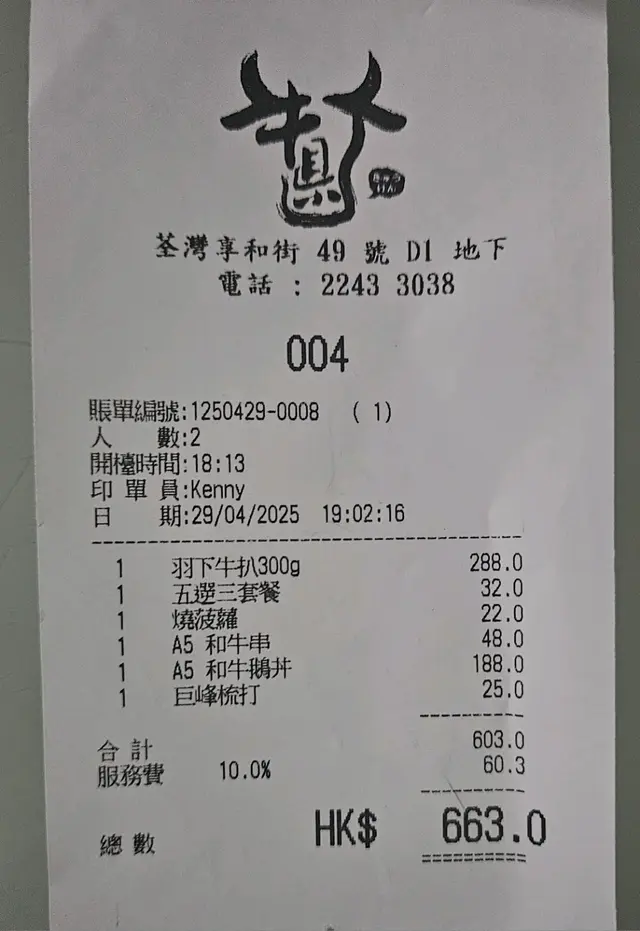 牛
県
荃灣享和街 49 號 D1 地下
電話 : 2243 3038
004
賬單編號:1250429-0008 ( 1)
人 數:2
開檯時間:18:13
印 單 員:Kenny
日 期:29/04/2025 19:02:16
1 羽下牛扒300g 288.0
1 五選三套餐 32.0
1 燒菠蘿 22.0
1 A5 和牛串 48.0
1 A5 和牛鵝丼 188.0
1 巨峰梳打 25.0
合 計 603.0
服務費 10.0% 60.3
總 數 HK$ 663.0